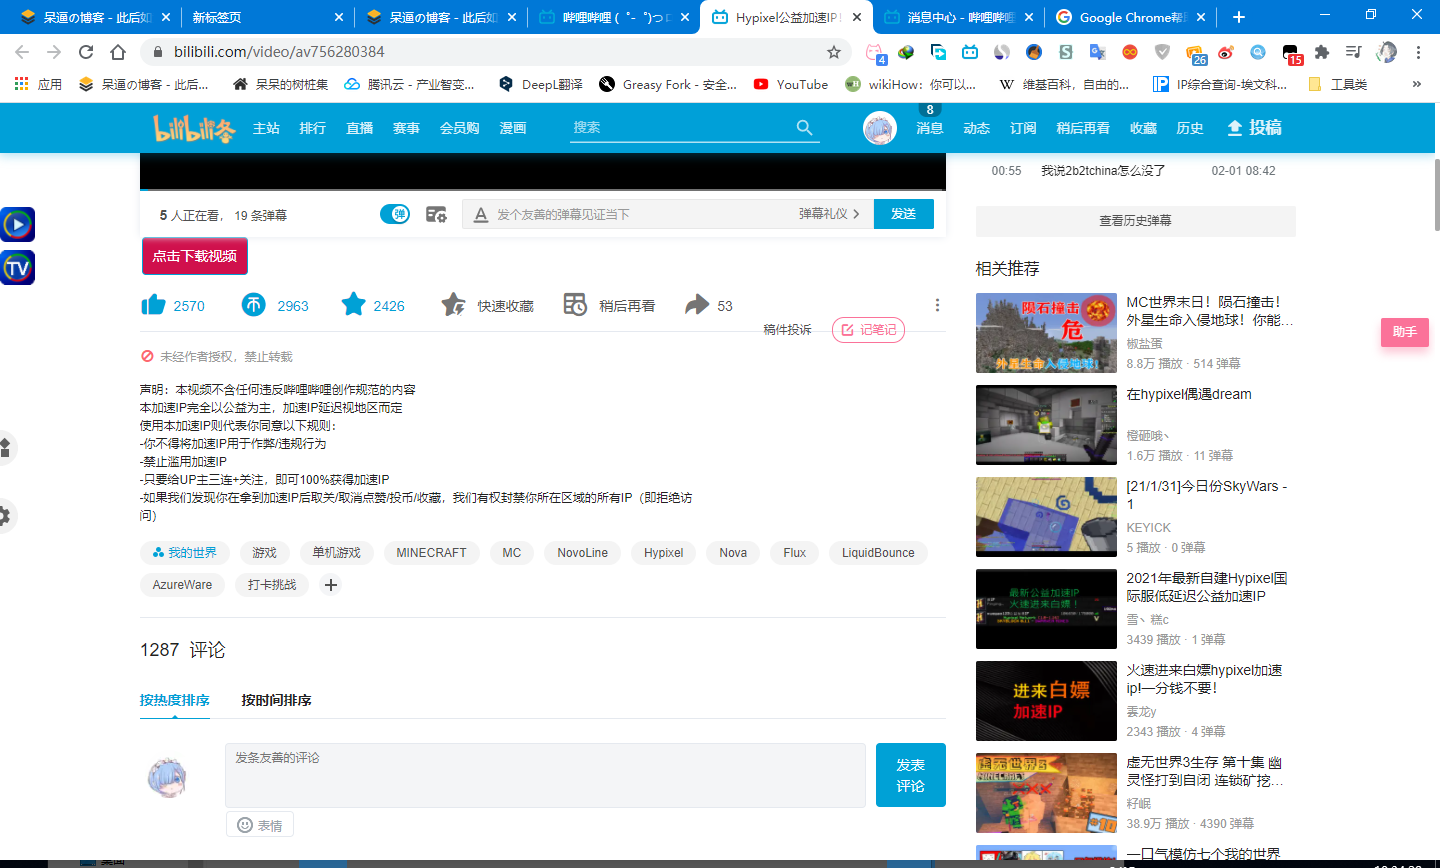 呆逼の博客 - 此后如
新标签页
呆逼の博客 - 此后如
哔哩哔哩 (゜-゜)つロ
Hypixel公益加速IP!
消息中心 - 哔哩哔哩
Google Chrome帮
bilibili.com/video/av756280384
4
26
15
应用
呆逼の博客 - 此后...
呆呆的树桩集
腾讯云 - 产业智变...
DeepL翻译
Greasy Fork - 安全...
YouTube
wikiHow：你可以...
维基百科，自由的...
IP综合查询-埃文科...
工具类
bilibili
主站
排行
直播
赛事
会员购
漫画
搜索
8
消息
动态
订阅
稍后再看
收藏
历史
投稿
00:55 我说2b2tchina怎么没了 02-01 08:42
5 人正在看， 19 条弹幕
弹
发个友善的弹幕见证当下
弹幕礼仪
发送
查看历史弹幕
TV
点击下载视频
2570
2963
2426
快速收藏
稍后再看
53
稿件投诉
记笔记
未经作者授权，禁止转载
声明：本视频不含任何违反哔哩哔哩创作规范的内容
本加速IP完全以公益为主，加速IP延迟视地区而定
使用本加速IP则代表你同意以下规则：
-你不得将加速IP用于作弊/违规行为
-禁止滥用加速IP
-只要给UP主三连+关注，即可100%获得加速IP
-如果我们发现你在拿到加速IP后取关/取消点赞/投币/收藏，我们有权封禁你所在区域的所有IP（即拒绝访
问）
我的世界
游戏
单机游戏
MINECRAFT
MC
NovoLine
Hypixel
Nova
Flux
LiquidBounce
AzureWare
打卡挑战
1287 评论
按热度排序
按时间排序
发条友善的评论
发表
评论
表情
相关推荐
陨石撞击
危
外星生命入侵地球!
MC世界末日！陨石撞击！
外星生命入侵地球！你能...
椒盐蛋
8.8万 播放 · 514 弹幕
助手
在hypixel偶遇dream
橙砸哦丶
1.6万 播放 · 11 弹幕
[21/1/31]今日份SkyWars -
1
KEYICK
5 播放 · 0 弹幕
最新公益加速IP
火速进来白嫖！
2021年最新自建Hypixel国
际服低延迟公益加速IP
雪丶糕c
3439 播放 · 1 弹幕
进来白嫖
加速IP
火速进来白嫖hypixel加速
ip!一分钱不要！
2343 播放 · 4 弹幕
虚无世界3
MINECRAFT
#10
虚无世界3生存 第十集 幽
灵怪打到自闭 连锁矿挖...
籽岷
38.9万 播放 · 4390 弹幕
一口气模仿七个我的世界